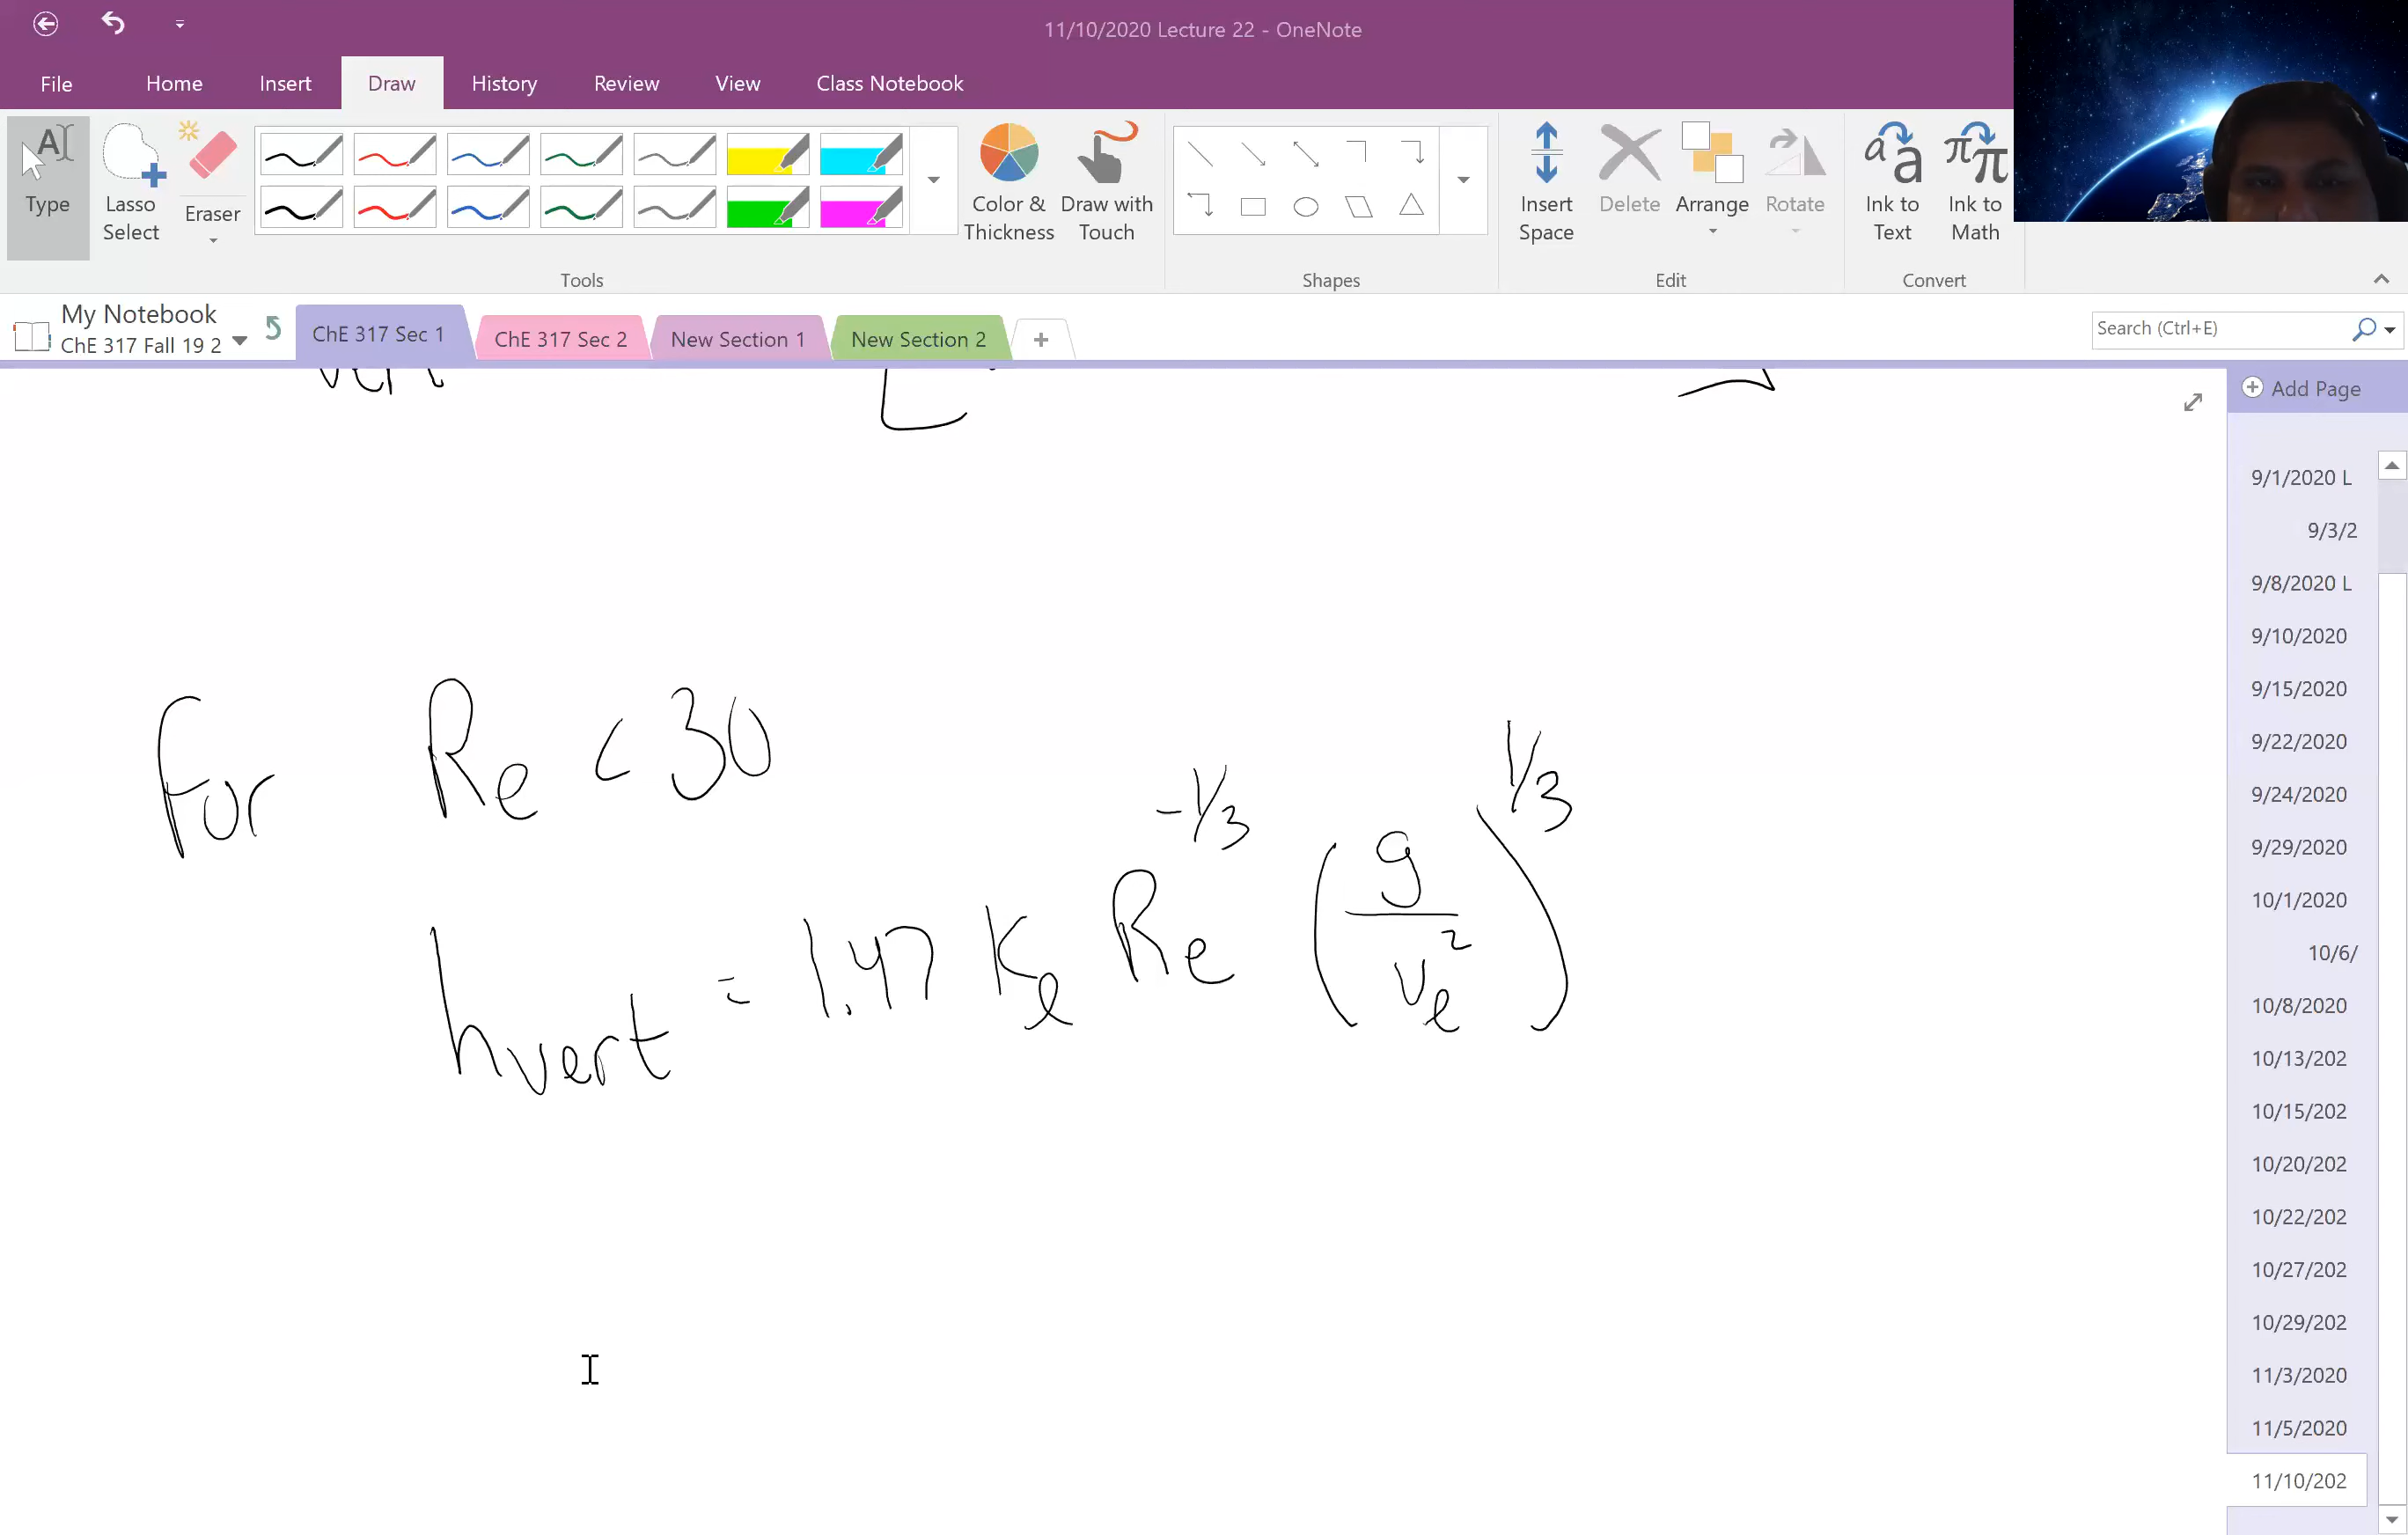 11/10/2020 Lecture 22 - OneNote
File Home Insert Draw History Review View Class Notebook
Type
Lasso Select
Eraser
Color & Thickness
Draw with Touch
Insert Space
Delete
Arrange
Rotate
Ink to Text
Ink to Math
Tools Shapes Edit Convert
My Notebook
ChE 317 Fall 19 2
ChE 317 Sec 1 ChE 317 Sec 2 New Section 1 New Section 2 +
Search (Ctrl+E)
Add Page
9/1/2020 L
9/3/2
9/8/2020 L
9/10/2020
9/15/2020
9/22/2020
9/24/2020
9/29/2020
10/1/2020
10/6/
10/8/2020
10/13/202
10/15/202
10/20/202
10/22/202
10/27/202
10/29/202
11/3/2020
11/5/2020
11/10/202
For Re < 30
h_vert = 1.47 k_l Re^(-1/3) (g/ν_l^2)^(1/3)